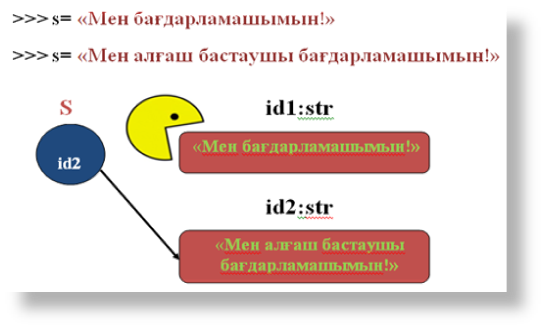 >>> s= «Мен бағдарламашымын!»
>>> s= «Мен алғаш бастаушы бағдарламашымын!»
S
id1:str
id2
«Мен бағдарламашымын!»
id2:str
«Мен алғаш бастаушы
бағдарламашымын!»